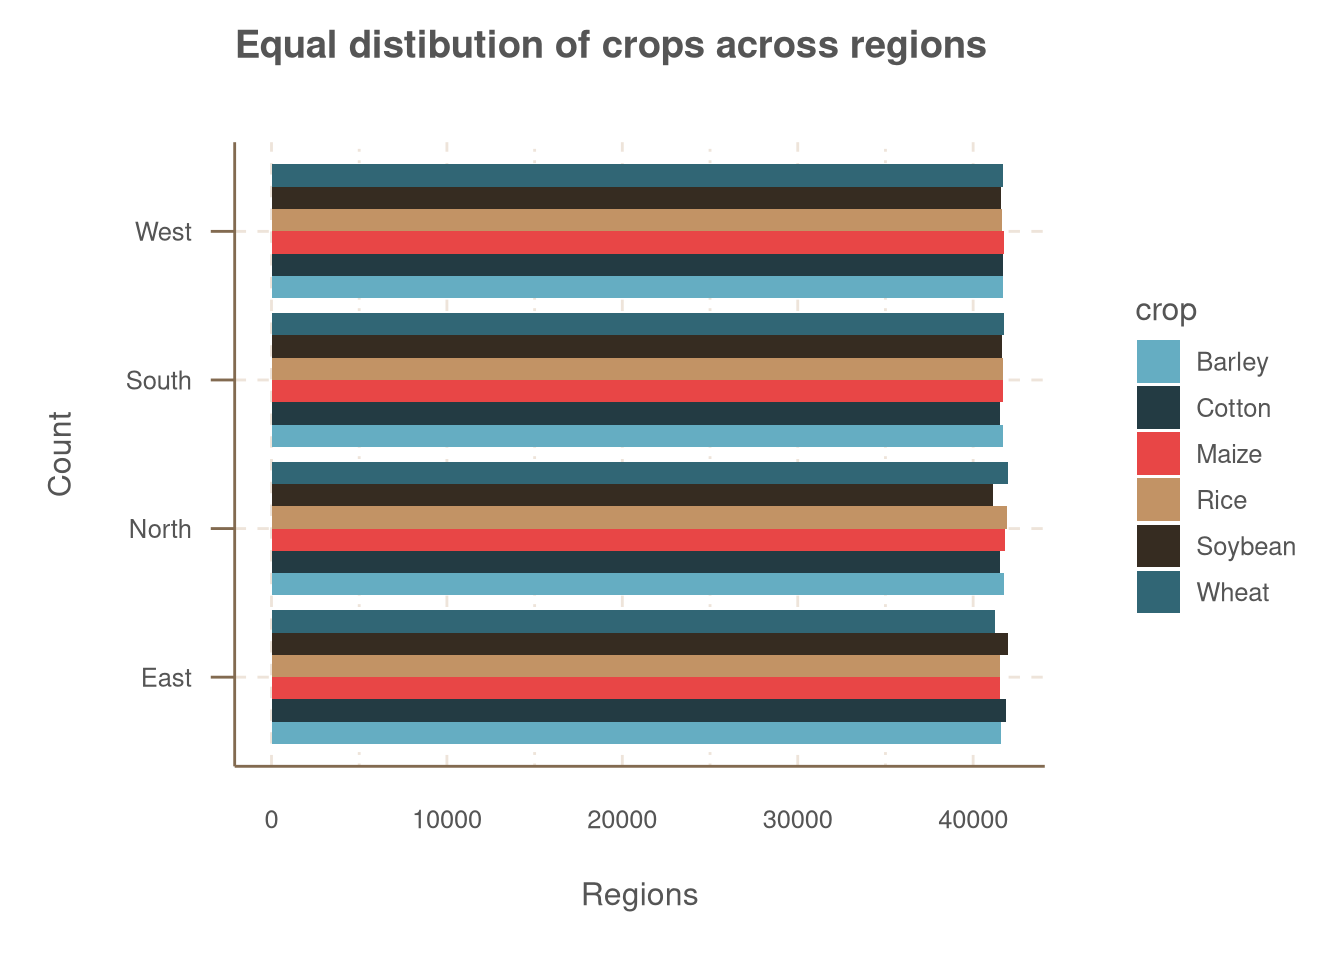 Equal distibution of crops across regions
Count
West
South
North
East
0 10000 20000 30000 40000
Regions
crop
Barley
Cotton
Maize
Rice
Soybean
Wheat